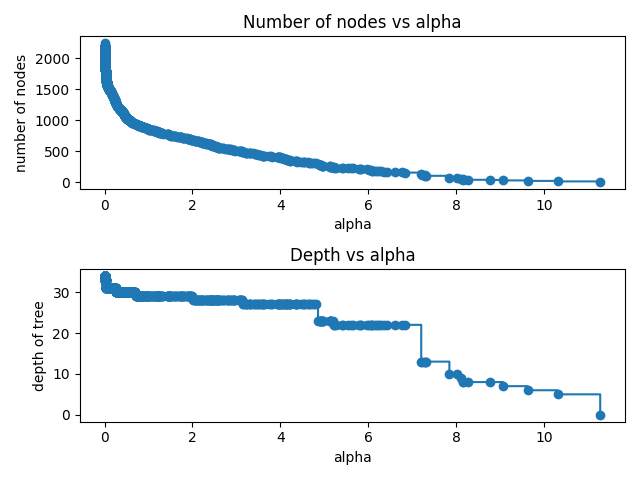 Number of nodes vs alpha
number of nodes
2000
1500
1000
500
0
0 2 4 6 8 10
alpha
Depth vs alpha
depth of tree
30
20
10
0
0 2 4 6 8 10
alpha